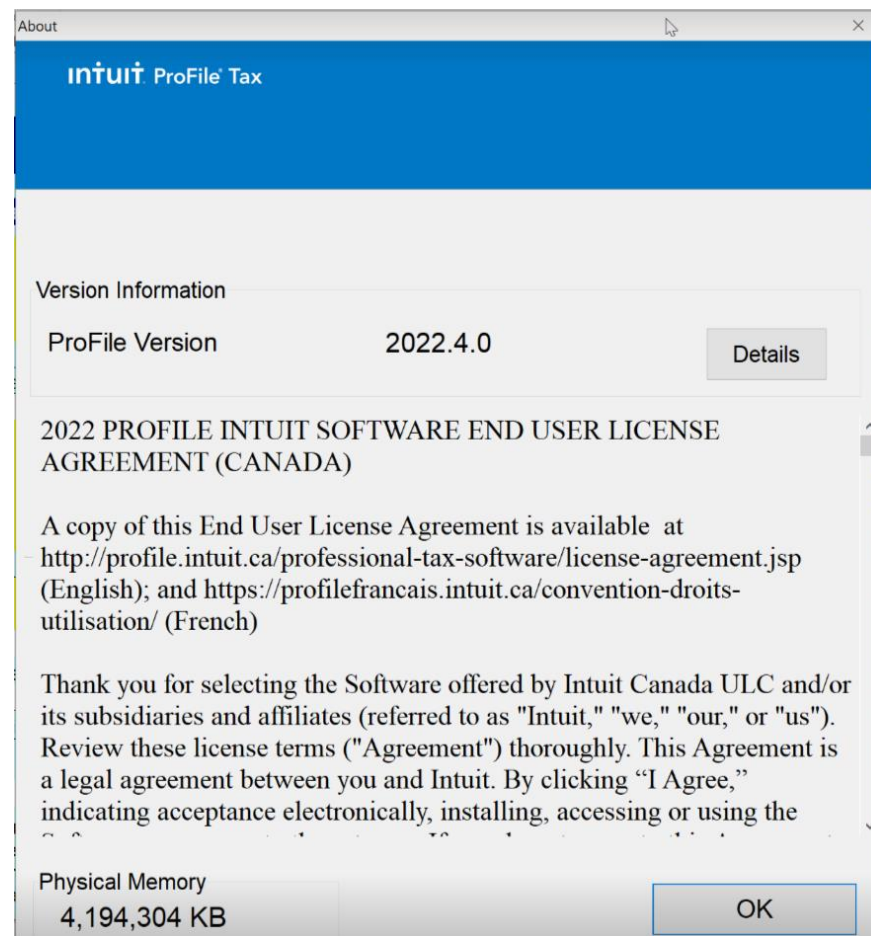 About
intuit ProFile® Tax
Version Information
ProFile Version 2022.4.0
Details
2022 PROFILE INTUIT SOFTWARE END USER LICENSE
AGREEMENT (CANADA)
A copy of this End User License Agreement is available at
http://profile.intuit.ca/professional-tax-software/license-agreement.jsp
(English); and https://profilefrancais.intuit.ca/convention-droits-
utilisation/ (French)
Thank you for selecting the Software offered by Intuit Canada ULC and/or
its subsidiaries and affiliates (referred to as "Intuit," "we," "our," or "us").
Review these license terms ("Agreement") thoroughly. This Agreement is
a legal agreement between you and Intuit. By clicking “I Agree,”
indicating acceptance electronically, installing, accessing or using the
Physical Memory
4,194,304 KB
OK